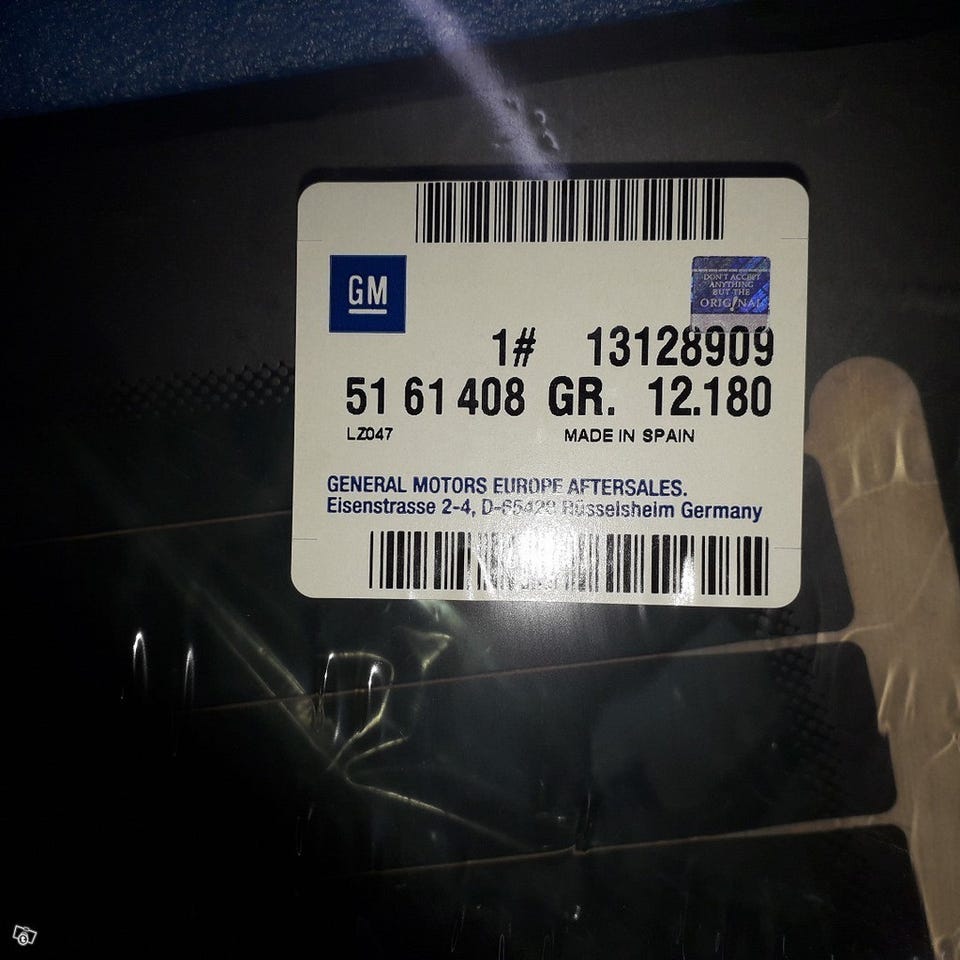 GM
DON'T ACCEPT
ANYTHING
BUT THE
ORIGINAL
1# 13128909
51 61 408 GR. 12.180
LZ047 MADE IN SPAIN
GENERAL MOTORS EUROPE AFTERSALES.
Eisenstrasse 2-4, Rüsselsheim Germany